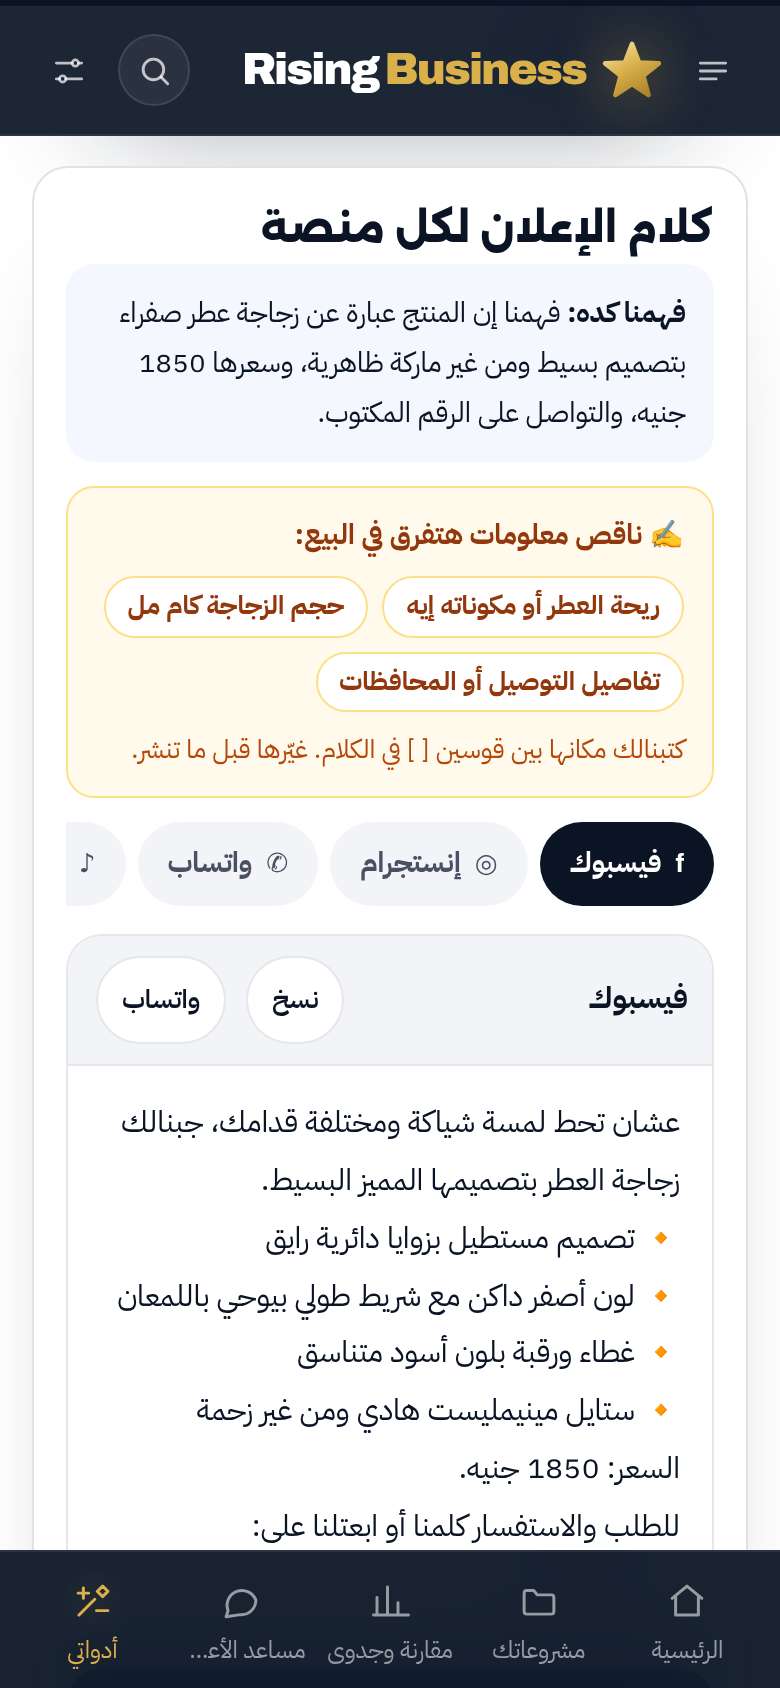 Rising Business
كلام الإعلان لكل منصة
فهمنا كده: فهمنا إن المنتج عبارة عن زجاجة عطر صفراء
بتصميم بسيط ومن غير ماركة ظاهرية، وسعرها 1850
جنيه، والتواصل على الرقم المكتوب.
✍️ ناقص معلومات هتفرق في البيع:
ريحة العطر أو مكوناته إيه
حجم الزجاجة كام مل
تفاصيل التوصيل أو المحافظات
كتبنالك مكانها بين قوسين [ ] في الكلام. غيّرها قبل ما تنشر.
f فيسبوك
◎ إنستجرام
✆ واتساب
♪
فيسبوك
نسخ
واتساب
عشان تحط لمسة شياكة ومختلفة قدامك، جبنالك
زجاجة العطر بتصميمها المميز البسيط.
🔸 تصميم مستطيل بزوايا دائرية رايق
🔸 لون أصفر داكن مع شريط طولي بيوحي باللمعان
🔸 غطاء ورقبة بلون أسود متناسق
🔸 ستايل مينيمليست هادي ومن غير زحمة
السعر: 1850 جنيه.
للطلب والاستفسار كلمنا أو ابعتلنا على:
الرئيسية
مشروعاتك
مقارنة وجدوى
مساعد الأعـ...
أدواتي